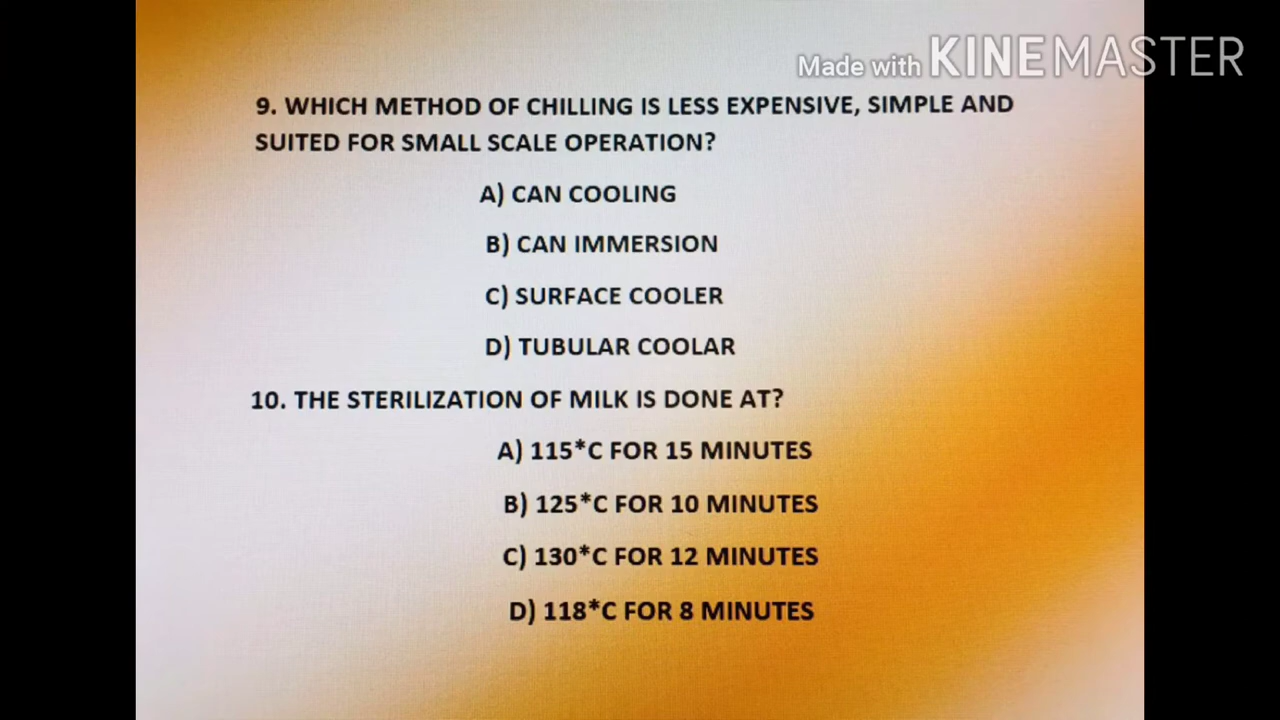 Made with KINEMASTER
9. WHICH METHOD OF CHILLING IS LESS EXPENSIVE, SIMPLE AND
SUITED FOR SMALL SCALE OPERATION?
A) CAN COOLING
B) CAN IMMERSION
C) SURFACE COOLER
D) TUBULAR COOLAR
10. THE STERILIZATION OF MILK IS DONE AT?
A) 115*C FOR 15 MINUTES
B) 125*C FOR 10 MINUTES
C) 130*C FOR 12 MINUTES
D) 118*C FOR 8 MINUTES